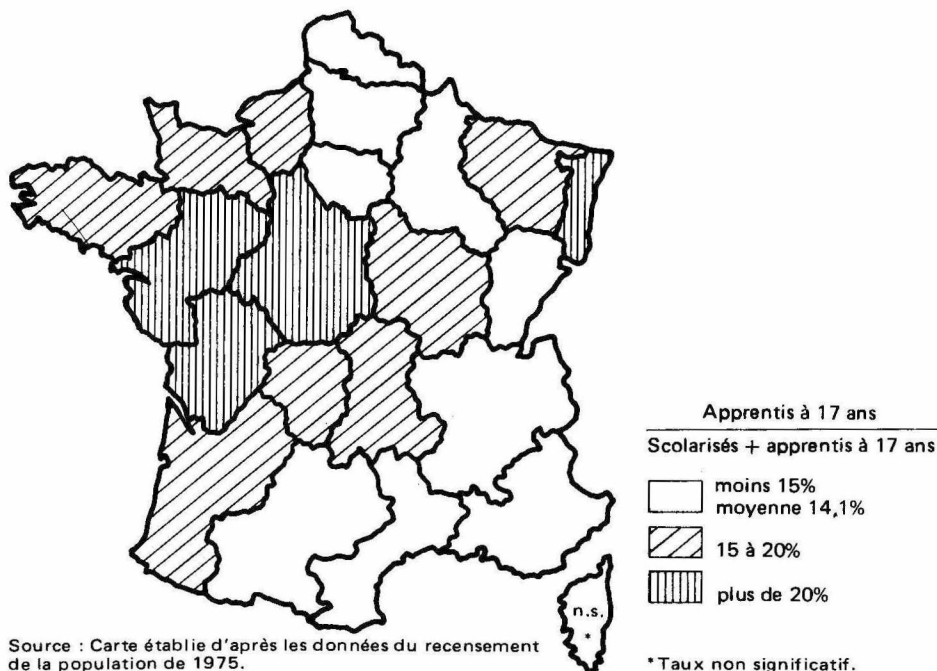 Apprentis à 17 ans
Scolarisés + apprentis à 17 ans
moins 15%
moyenne 14,1%
15 à 20%
plus de 20%
n.s.
*
Source : Carte établie d'après les données du recensement
de la population de 1975.
*Taux non significatif.